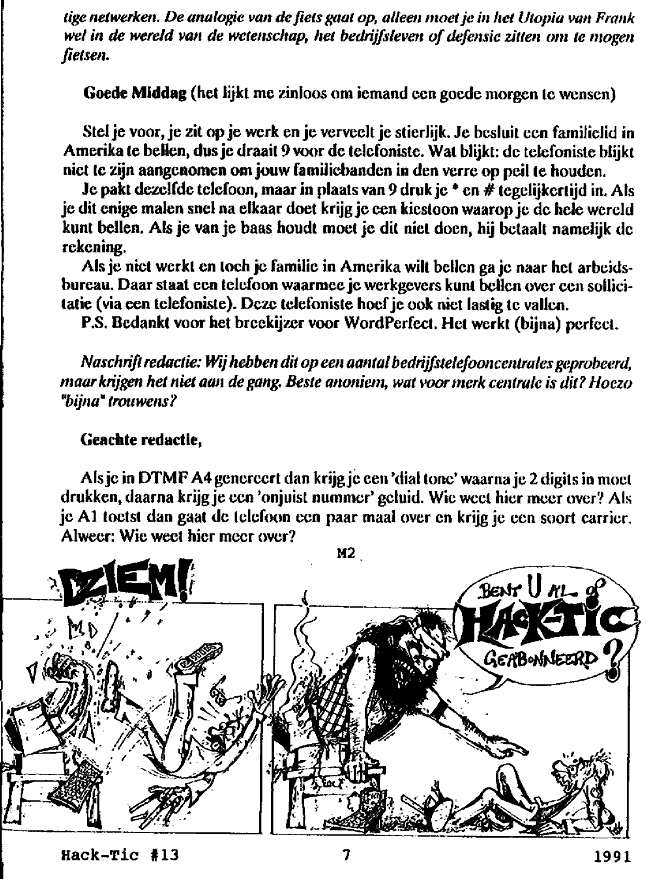 tige netwerken. De analogie van de fiets gaat op, alleen moet je in het Utopia van Frank
wel in de wereld van de wetenschap, het bedrijfsleven of defensie zitten om te mogen
fietsen.
Goede Middag (het lijkt me zinloos om iemand een goede morgen te wensen)
Stel je voor, je zit op je werk en je verveelt je stierlijk. Je besluit een familielid in
Amerika te bellen, dus je draait 9 voor de telefoniste. Wat blijkt: de telefoniste blijkt
niet te zijn aangenomen om jouw familiebanden in den verre op peil te houden.
Je pakt dezelfde telefoon, maar in plaats van 9 druk je * en # tegelijkertijd in. Als
je dit enige malen snel na elkaar doet krijg je een kiestoon waarop je de hele wereld
kunt bellen. Als je van je baas houdt moet je dit niet doen, hij betaalt namelijk de
rekening.
Als je niet werkt en toch je familie in Amerika wilt bellen ga je naar het arbeids-
bureau. Daar staat een telefoon waarmee je werkgevers kunt bellen over een sollici-
tatie (via een telefoniste). Deze telefoniste hoef je ook niet lastig te vallen.
P.S. Bedankt voor het breekijzer voor WordPerfect. Het werkt (bijna) perfect.
Naschrift redactie: Wij hebben dit op een aantal bedrijfstelefooncentrales geprobeerd,
maar krijgen het niet aan de gang. Beste anoniem, wat voor merk centrale is dit? Hoezo
"bijna" trouwens?
Geachte redactie,
Als je in DTMF A4 genereert dan krijg je een 'dial tone' waarna je 2 digits in moet
drukken, daarna krijg je een 'onjuist nummer' geluid. Wie weet hier meer over? Als
je A1 toetst dan gaat de telefoon een paar maal over en krijg je een soort carrier.
Alweer: Wie weet hier meer over?
M2
DZIEM!
BENT U AL OP
HACK-TIC
GEABONNEERD?
Hack-Tic #13 7 1991